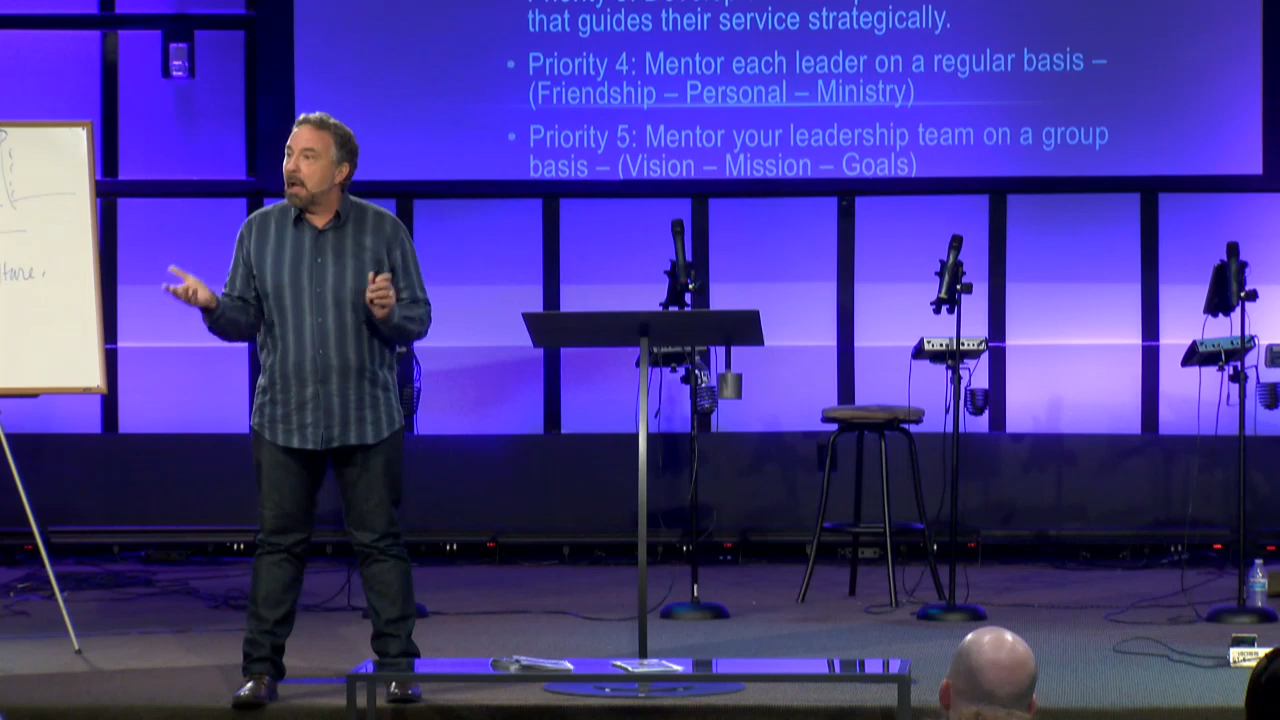 that guides their service strategically.
• Priority 4: Mentor each leader on a regular basis –
(Friendship – Personal – Ministry)
• Priority 5: Mentor your leadership team on a group
basis – (Vision – Mission – Goals)